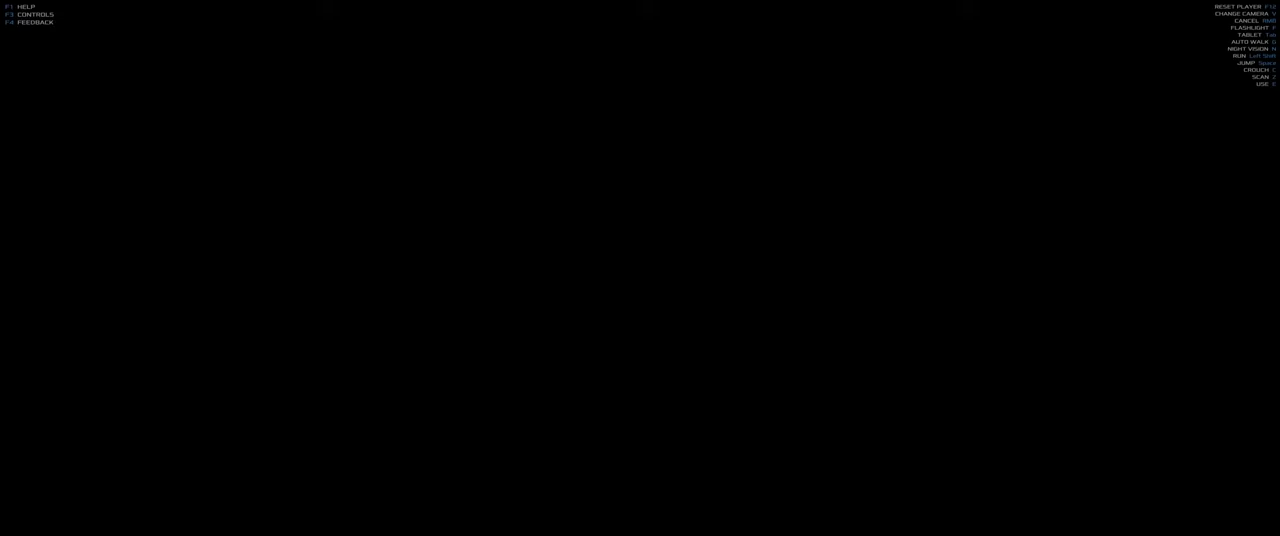 F1 HELP
F3 CONTROLS
F4 FEEDBACK
RESET PLAYER F12
CHANGE CAMERA V
CANCEL RMB
FLASHLIGHT F
TABLET Tab
AUTO WALK G
NIGHT VISION N
RUN Left Shift
JUMP Space
CROUCH C
SCAN Z
USE E